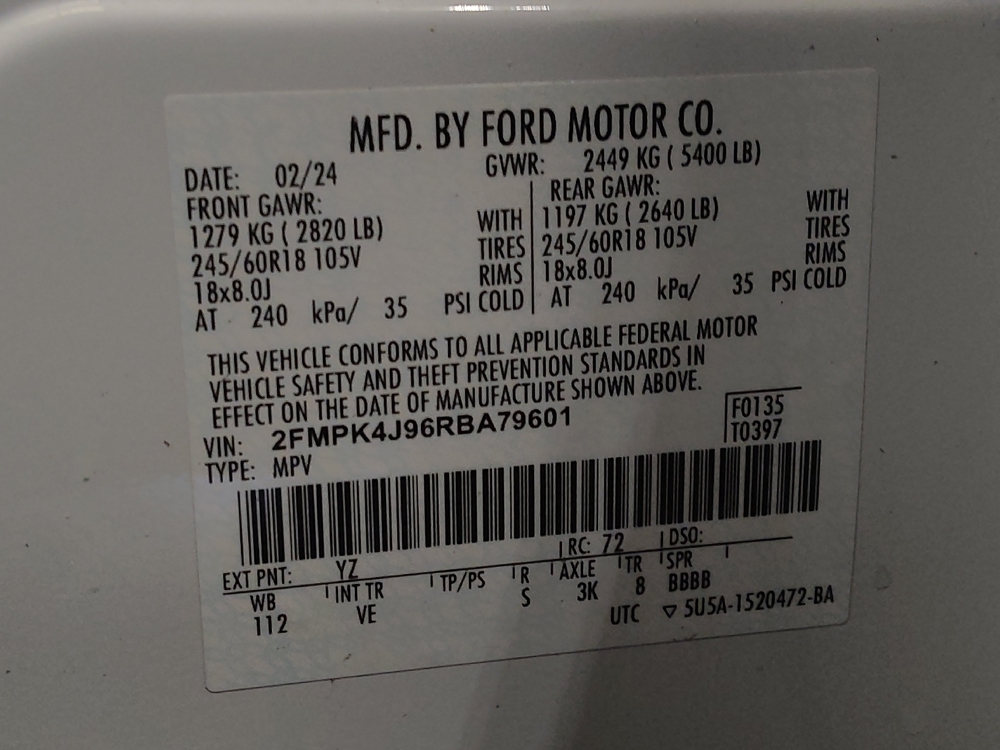 MFD. BY FORD MOTOR CO.
DATE: 02/24 GVWR: 2449 KG ( 5400 LB)
FRONT GAWR: REAR GAWR:
1279 KG ( 2820 LB) WITH 1197 KG ( 2640 LB) WITH
245/60R18 105V TIRES 245/60R18 105V TIRES
18x8.0J RIMS 18x8.0J RIMS
AT 240 kPa/ 35 PSI COLD AT 240 kPa/ 35 PSI COLD
THIS VEHICLE CONFORMS TO ALL APPLICABLE FEDERAL MOTOR
VEHICLE SAFETY AND THEFT PREVENTION STANDARDS IN
EFFECT ON THE DATE OF MANUFACTURE SHOWN ABOVE.
VIN: 2FMPK4J96RBA79601 F0135
TYPE: MPV T0397
EXT PNT: YZ RC: 72 DSO:
WB INT TR TP/PS R AXLE TR SPR
112 VE S 3K 8 BBBB
UTC ▽ 5U5A-1520472-BA